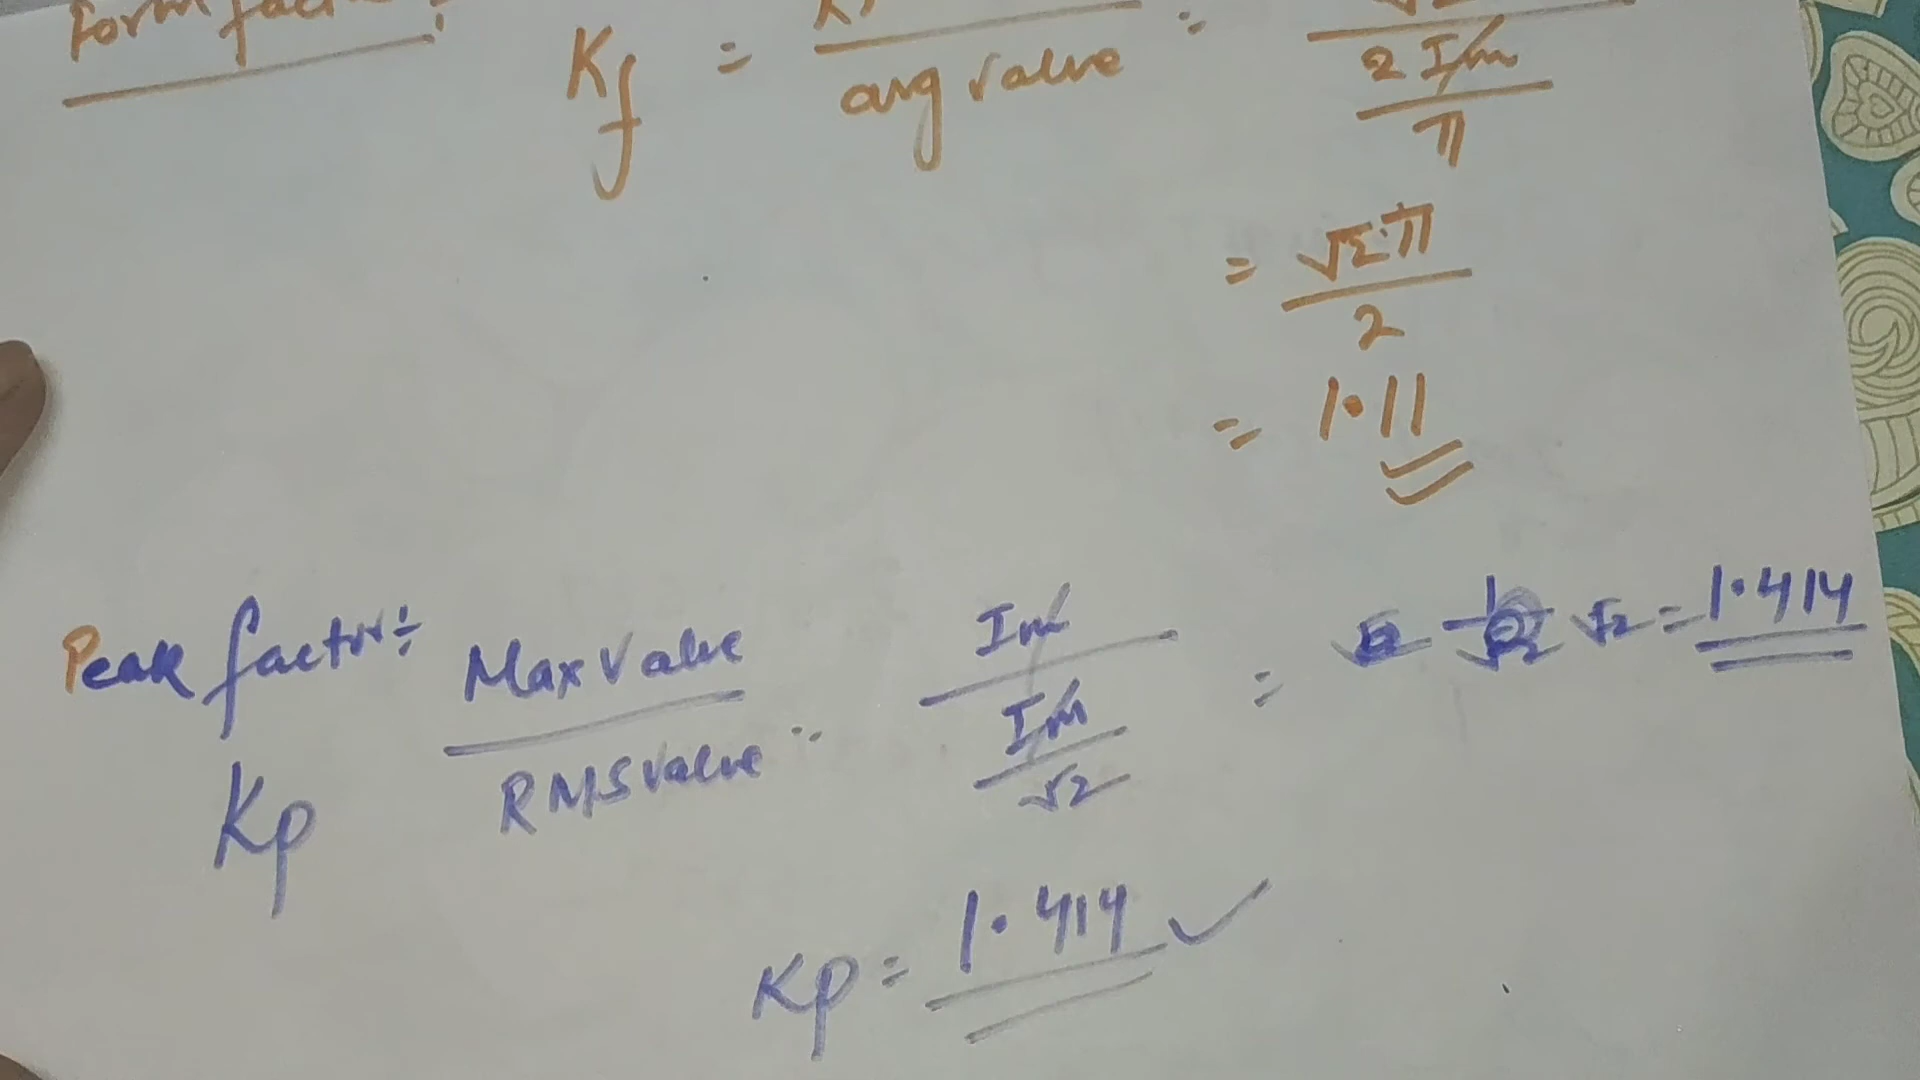 Form factor:
Kf = / avg value = √2 / 2 Im / π
= √2·π / 2
= 1.11
Peak factor: Max Value / RMS value = Im / Im / √2 = √2 = 1.414
Kp
Kp = 1.414 ✓